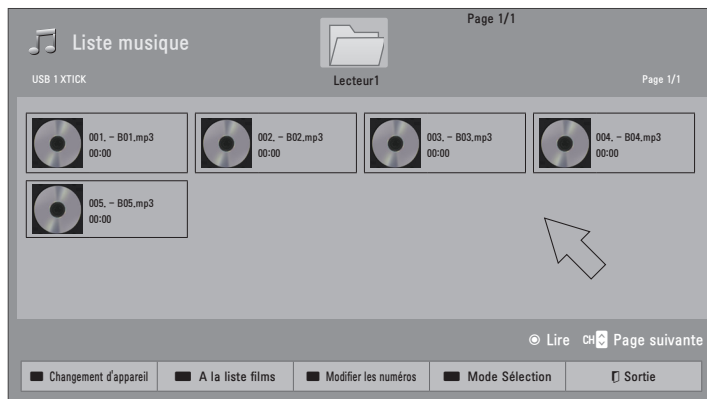 Page 1/1
Liste musique
Lecteur1
USB 1 XTICK
Page 1/1
001. - B01.mp3
00:00
002. - B02.mp3
00:00
003. - B03.mp3
00:00
004. - B04.mp3
00:00
005. - B05.mp3
00:00
Lire CH Page suivante
Changement d'appareil
A la liste films
Modifier les numéros
Mode Sélection
Sortie